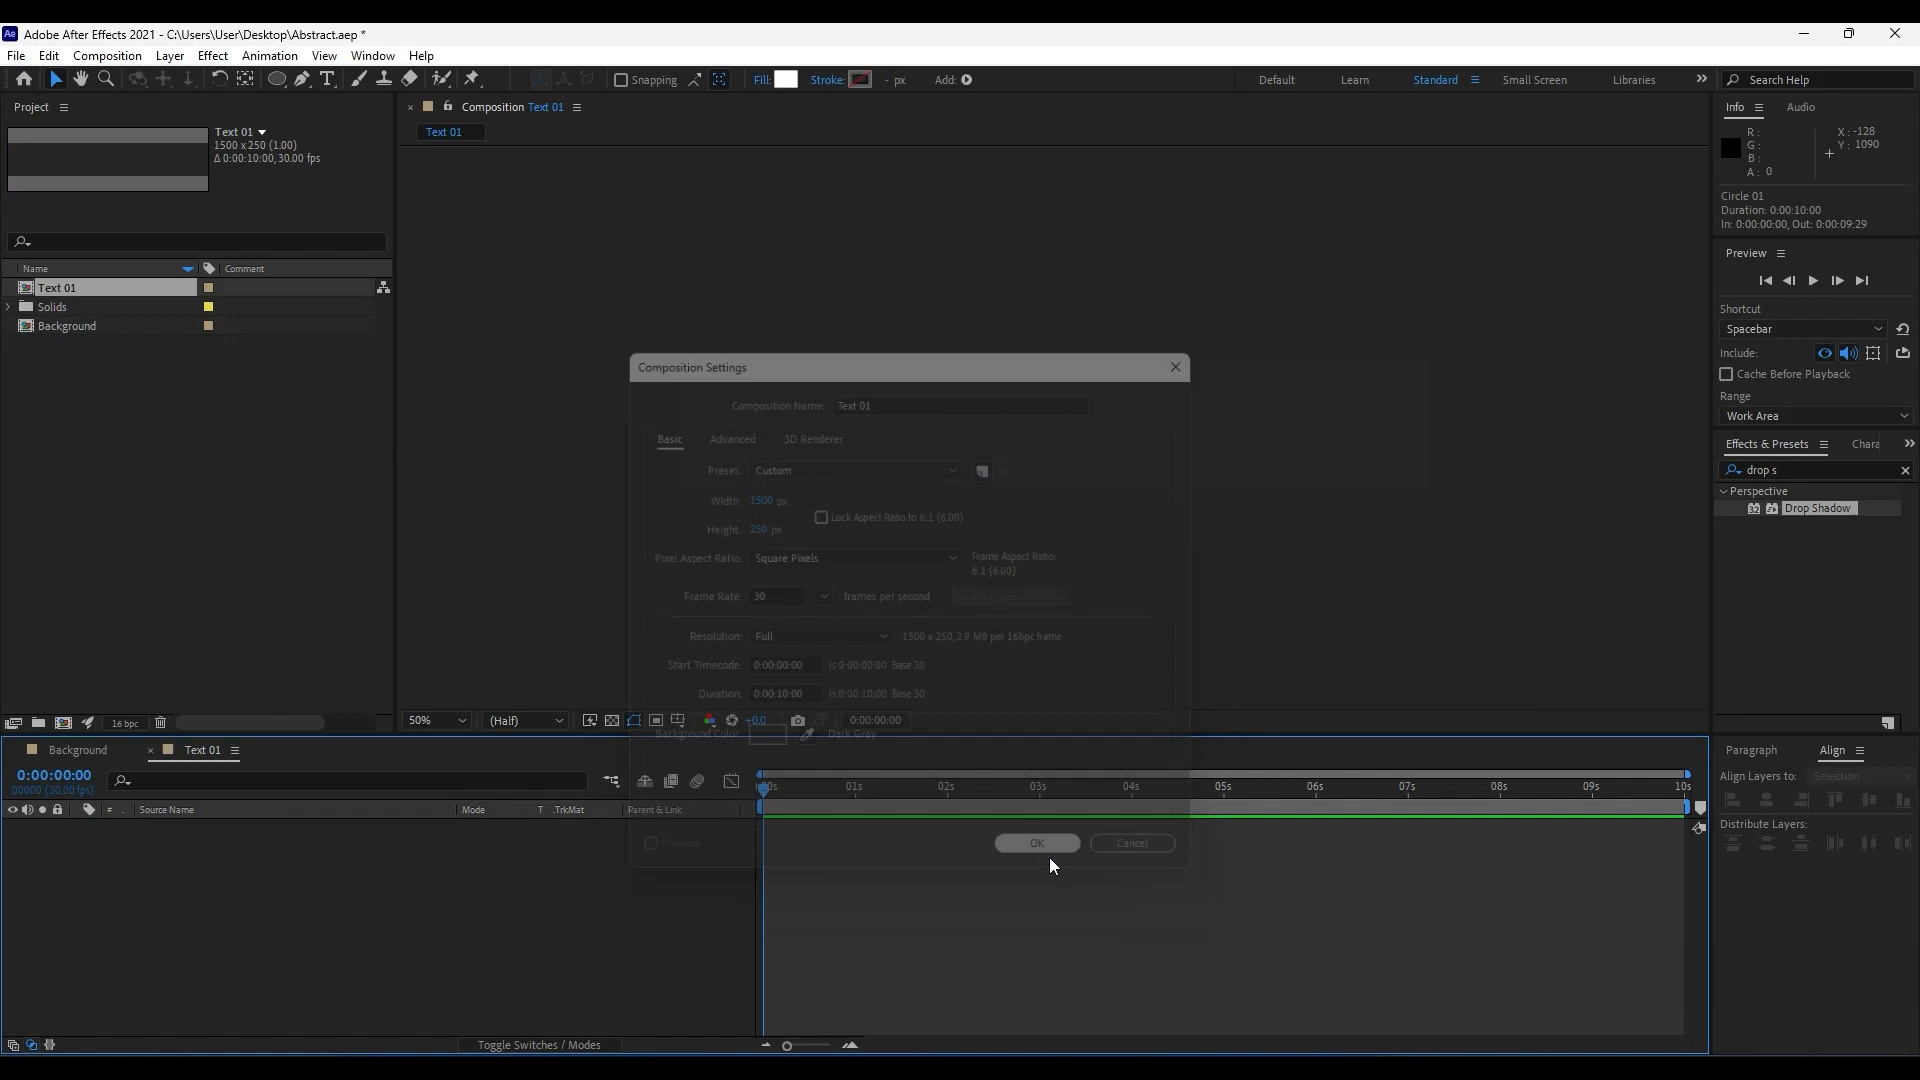 Adobe After Effects 2021 - C:\Users\User\Desktop\Abstract.aep *
File Edit Composition Layer Effect Animation View Window Help
Snapping Fill: Stroke: - px Add: Default Learn Standard Small Screen Libraries Search Help
Project
Text 01
1500 x 250 (1.00)
Δ 0:00:10:00, 30.00 fps
Name Comment
Text 01
Solids
Background
16 bpc
Composition Text 01
Text 01
Composition Settings
Composition Name: Text 01
Basic Advanced 3D Renderer
Preset: Custom
Width: 1500 px
Lock Aspect Ratio to 6:1 (6.00)
Height: 250 px
Pixel Aspect Ratio: Square Pixels Frame Aspect Ratio:
6:1 (6.00)
Frame Rate: 30 frames per second
Resolution: Full 1500 x 250, 2.9 MB per 16bpc frame
Start Timecode: 0:00:00:00 is 0:00:00:00 Base 30
Duration: 0:00:10:00 is 0:00:10:00 Base 30
Background Color: Dark Gray
Preview
OK Cancel
50% (Half) +0.0 0:00:00:00
Info Audio
R: X: -128
G: Y: 1090
B:
A: 0
Circle 01
Duration: 0:00:10:00
In: 0:00:00:00, Out: 0:00:09:29
Preview
Shortcut
Spacebar
Include:
Cache Before Playback
Range
Work Area
Effects & Presets Chara
drop s
Perspective
32 Drop Shadow
Background Text 01
0:00:00:00
00000 (30.00 fps)
# . Source Name Mode T .TrkMat Parent & Link
01s 02s 03s 04s 05s 06s 07s 08s 09s 10s
Toggle Switches / Modes
Paragraph Align
Align Layers to: Selection
Distribute Layers: